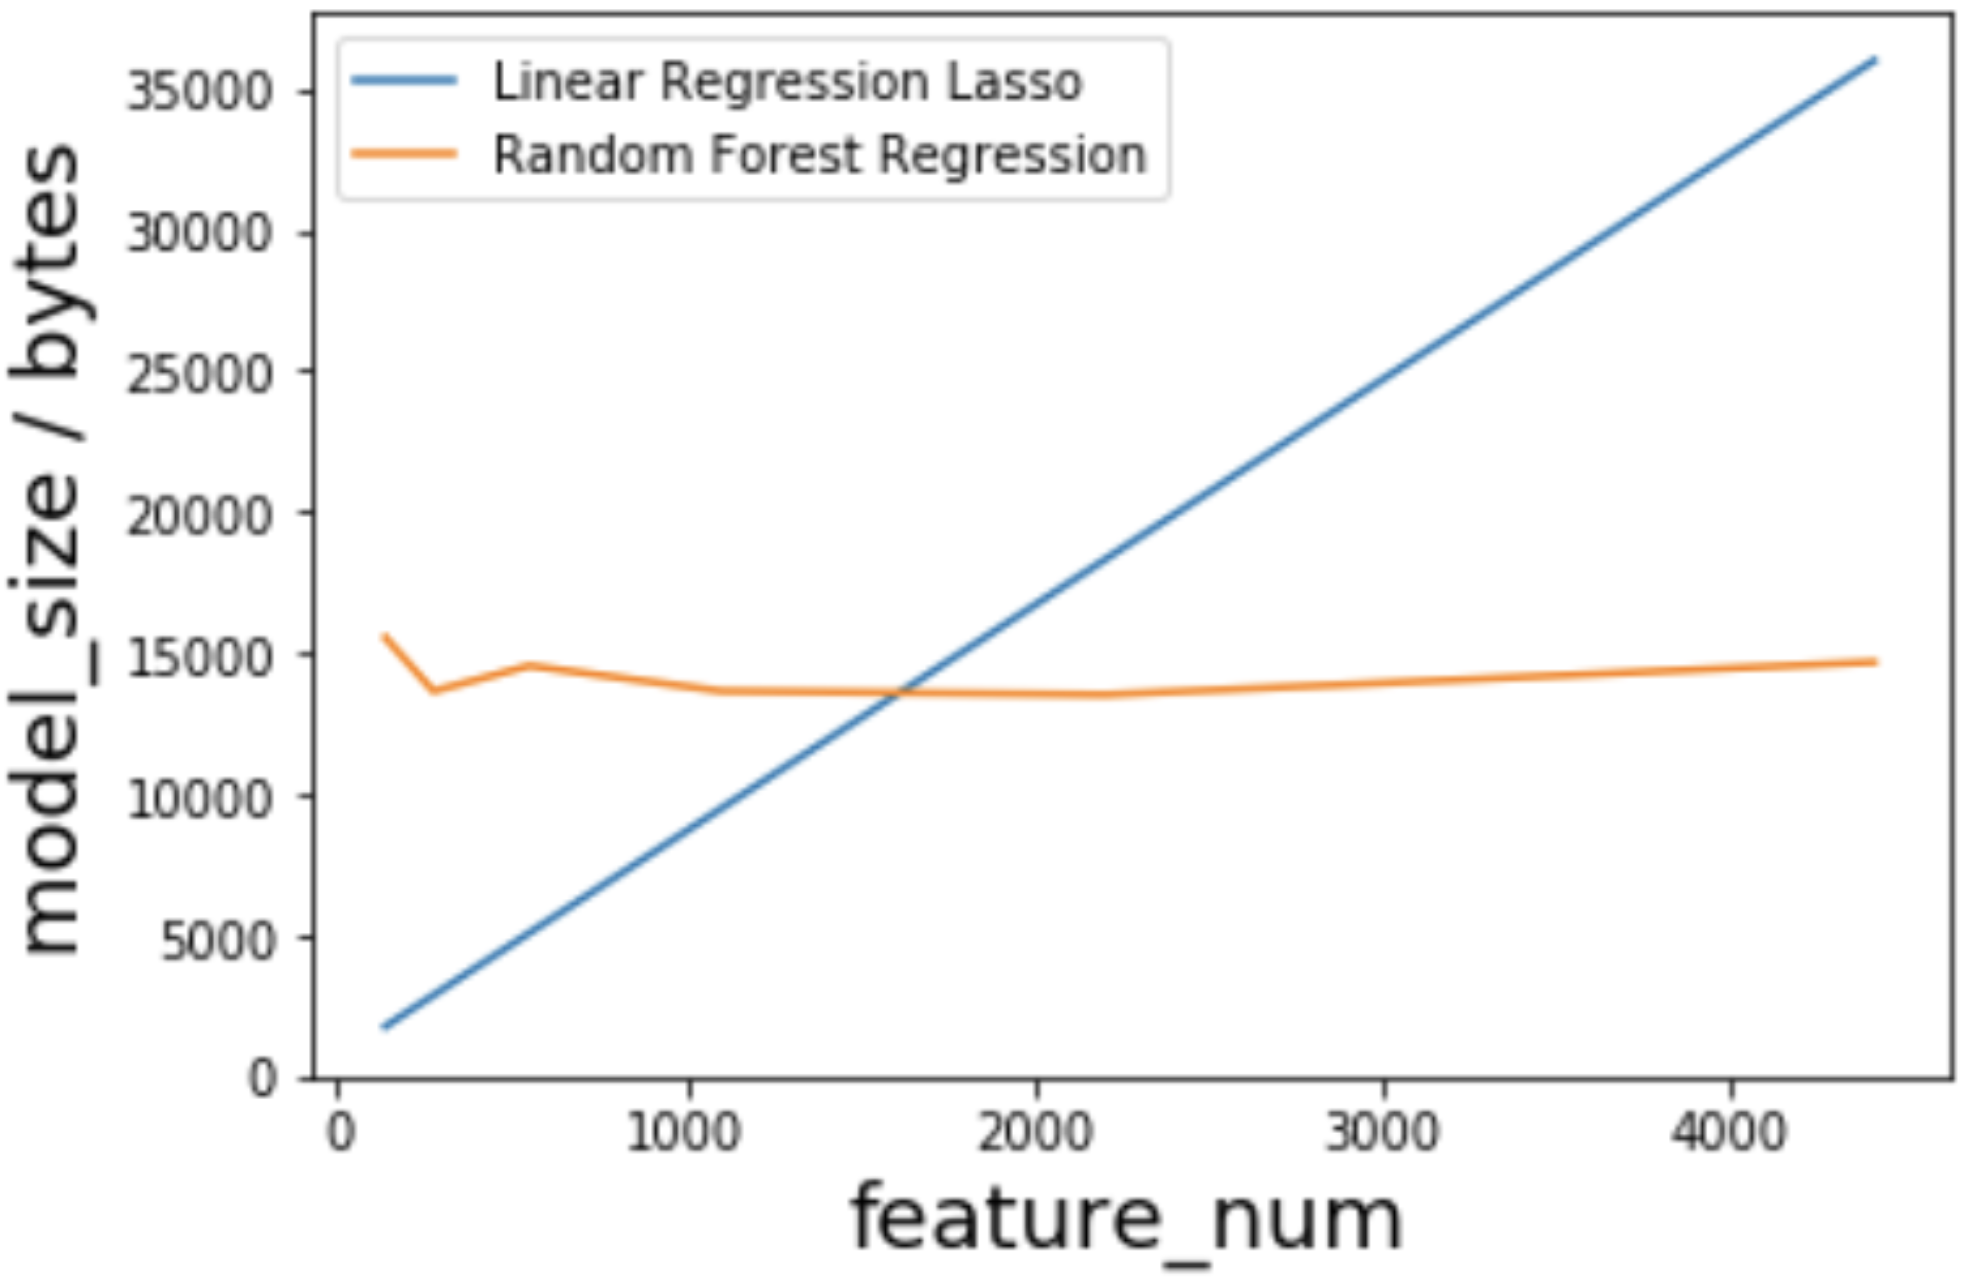 Linear Regression Lasso
Random Forest Regression
model_size / bytes
35000
30000
25000
20000
15000
10000
5000
0
0 1000 2000 3000 4000
feature_num